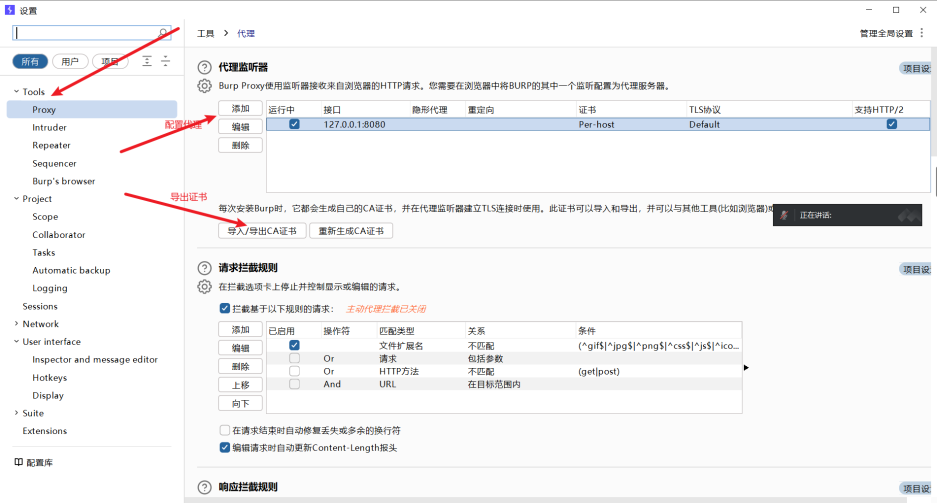 设置
工具 > 代理
管理全局设置
所有 用户 项目
Tools
Proxy
Intruder
Repeater
Sequencer
Burp's browser
Project
Scope
Collaborator
Tasks
Automatic backup
Logging
Sessions
Network
User interface
Inspector and message editor
Hotkeys
Display
Suite
Extensions
配置库
配置代理
导出证书
代理监听器
项目设
Burp Proxy使用监听器接收来自浏览器的HTTP请求。您需要在浏览器中将BURP的其中一个监听配置为代理服务器。
添加
编辑
删除
运行中 接口 隐形代理 重定向 证书 TLS协议 支持HTTP/2
127.0.0.1:8080 Per-host Default
每次安装Burp时，它都会生成自己的CA证书，并在代理监听器建立TLS连接时使用。此证书可以导入和导出，并可以与其他工具(比如浏览器)或
正在讲话:
导入/导出CA证书 重新生成CA证书
请求拦截规则
项目设
在拦截选项卡上停止并控制显示或编辑的请求。
拦截基于以下规则的请求： 主动代理拦截已关闭
添加
编辑
删除
上移
向下
已启用 操作符 匹配类型 关系 条件
文件扩展名 不匹配 (^gif$|^jpg$|^png$|^css$|^js$|^ico...
Or 请求 包括参数
Or HTTP方法 不匹配 (get|post)
And URL 在目标范围内
在请求结束时自动修复丢失或多余的换行符
编辑请求时自动更新Content-Length报头
响应拦截规则
项目设